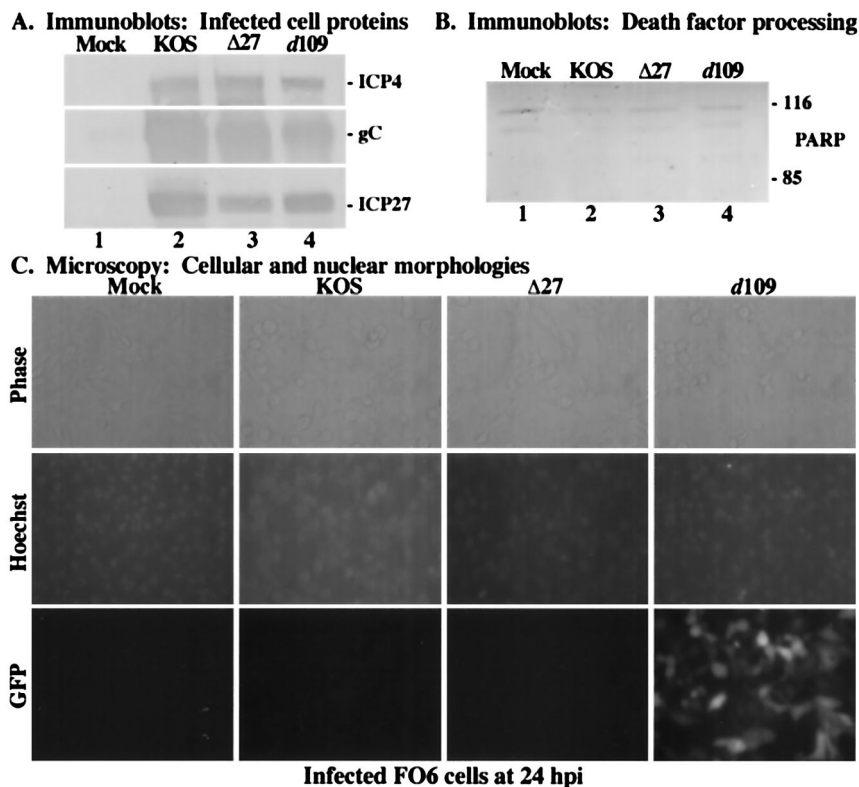 A. Immunoblots: Infected cell proteins
Mock KOS Δ27 d109
- ICP4
- gC
- ICP27
1 2 3 4
B. Immunoblots: Death factor processing
Mock KOS Δ27 d109
- 116
PARP
- 85
1 2 3 4
C. Microscopy: Cellular and nuclear morphologies
Mock KOS Δ27 d109
Phase
Hoechst
GFP
Infected FO6 cells at 24 hpi